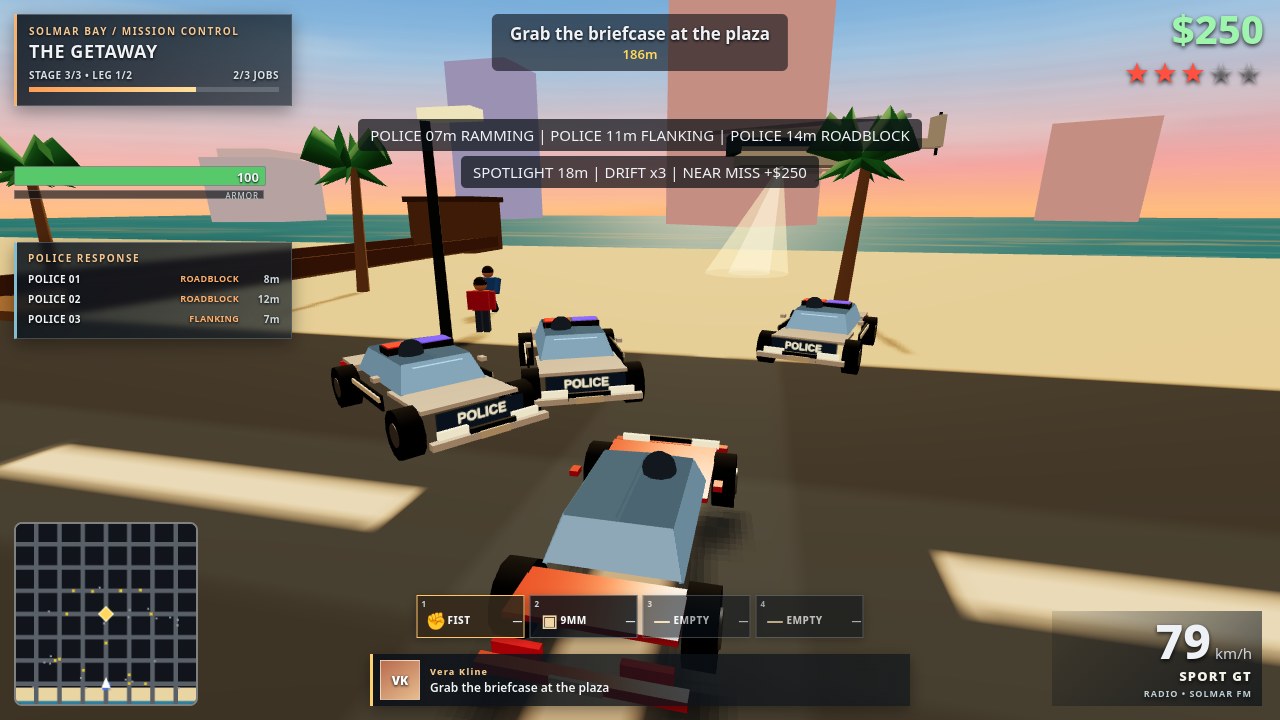 SOLMAR BAY / MISSION CONTROL
THE GETAWAY
STAGE 3/3 • LEG 1/2 2/3 JOBS
Grab the briefcase at the plaza
186m
$250
POLICE 07m RAMMING | POLICE 11m FLANKING | POLICE 14m ROADBLOCK
SPOTLIGHT 18m | DRIFT x3 | NEAR MISS +$250
100
ARMOR
POLICE RESPONSE
POLICE 01 ROADBLOCK 8m
POLICE 02 ROADBLOCK 12m
POLICE 03 FLANKING 7m
POLICE
POLICE
POLICE
1 FIST —
2 9MM —
3 EMPTY —
4 EMPTY —
VK
Vera Kline
Grab the briefcase at the plaza
79 km/h
SPORT GT
RADIO • SOLMAR FM